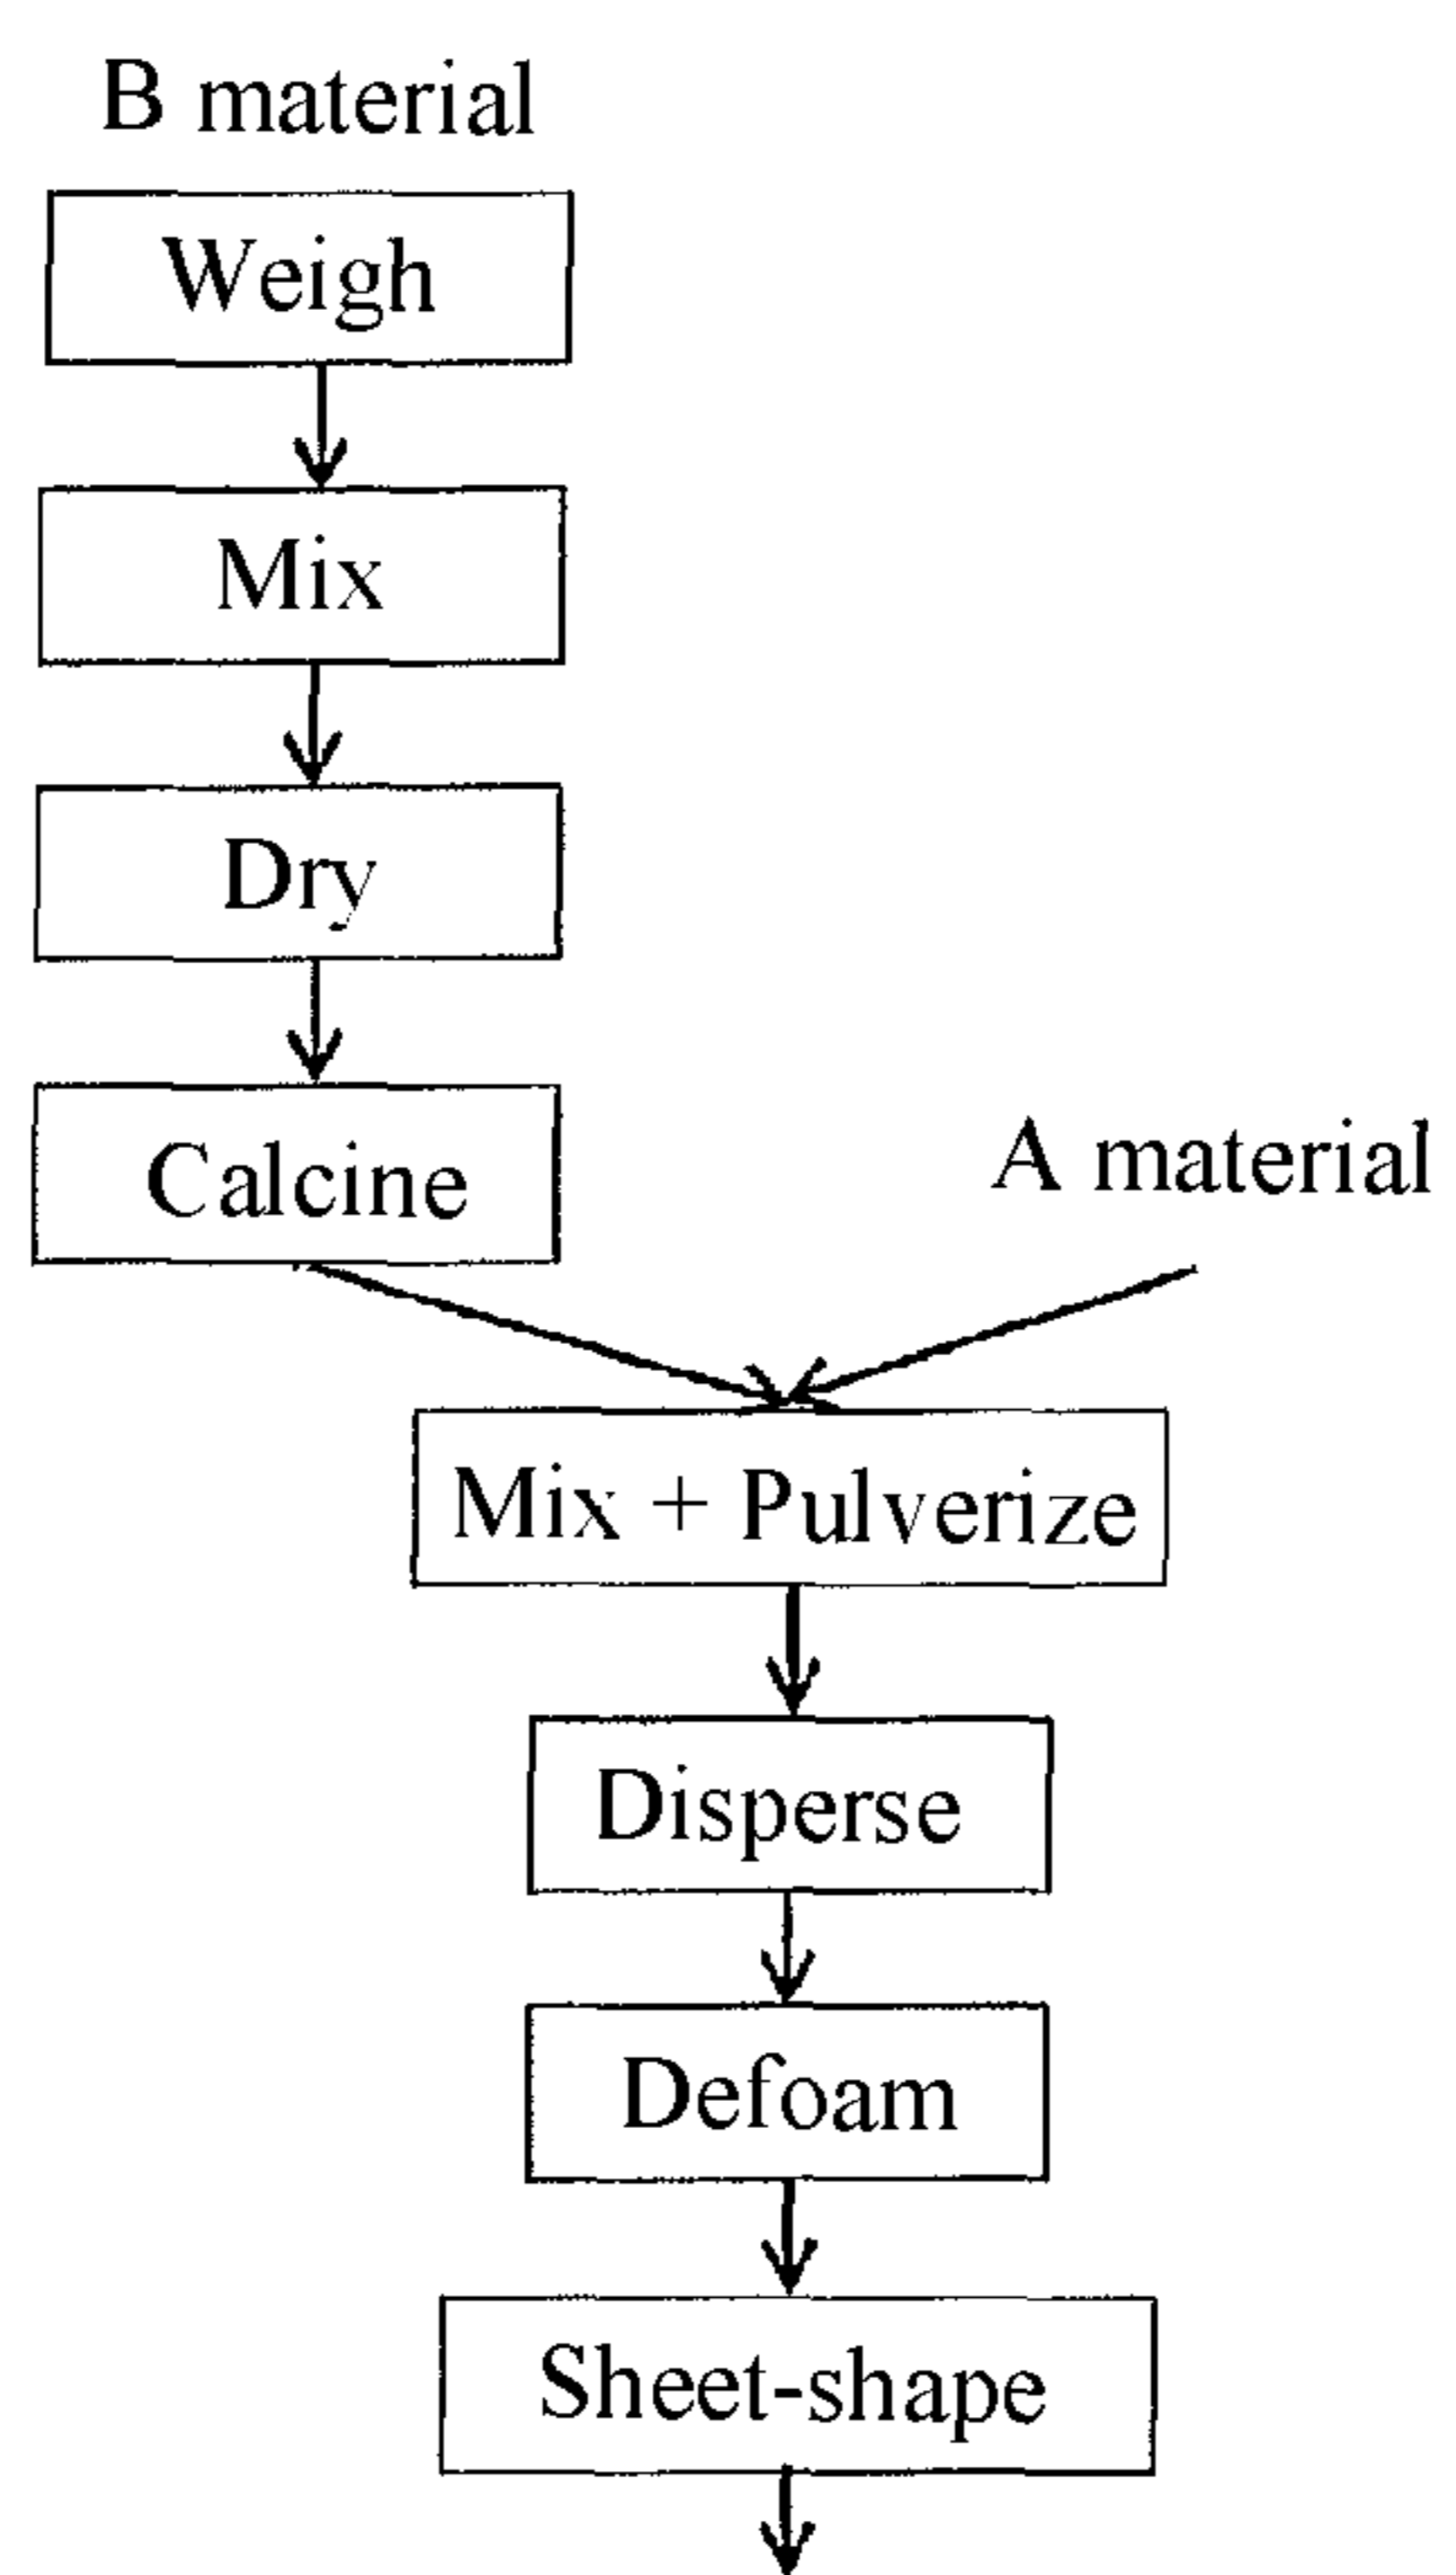 B material
Weigh
Mix
Dry
Calcine
A material
Mix + Pulverize
Disperse
Defoam
Sheet-shape